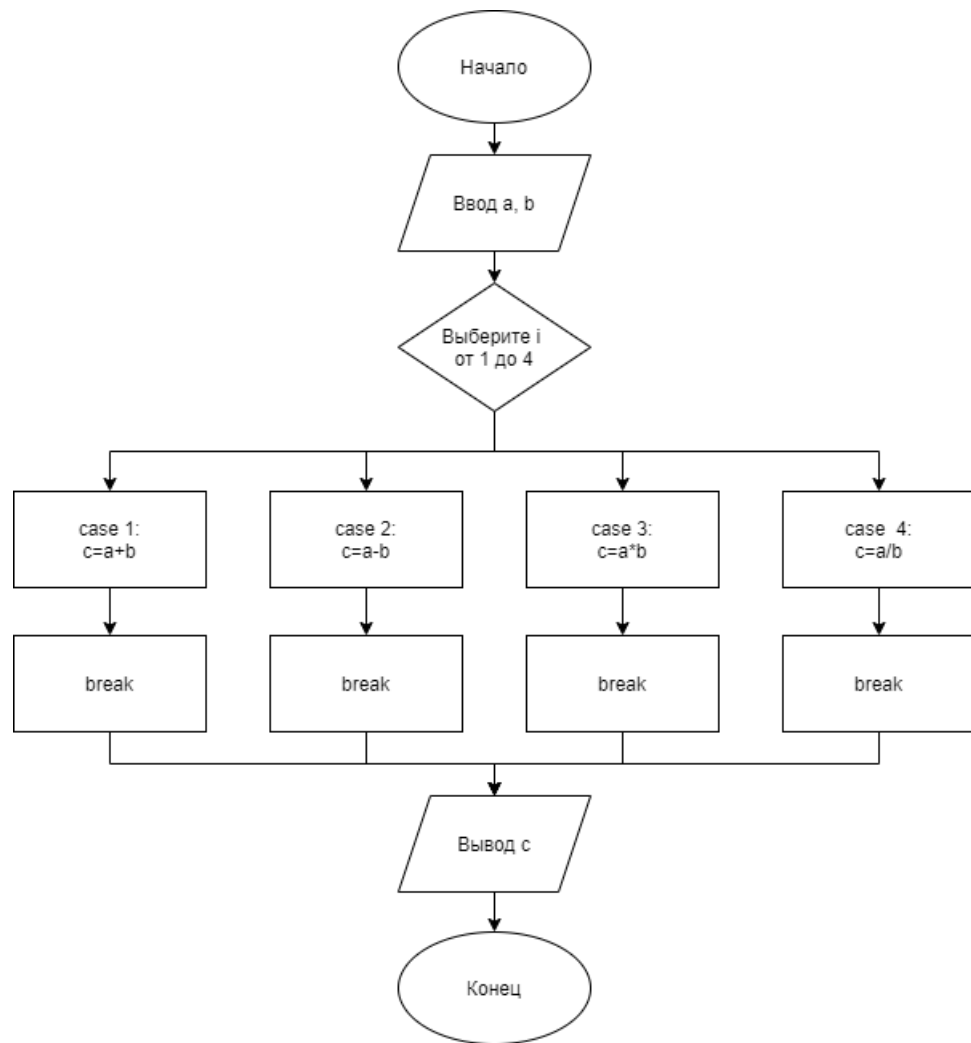 Начало
Ввод a, b
Выберите i
от 1 до 4
case 1:
c=a+b
case 2:
c=a-b
case 3:
c=a*b
case  4:
c=a/b
break
break
break
break
Вывод c
Конец